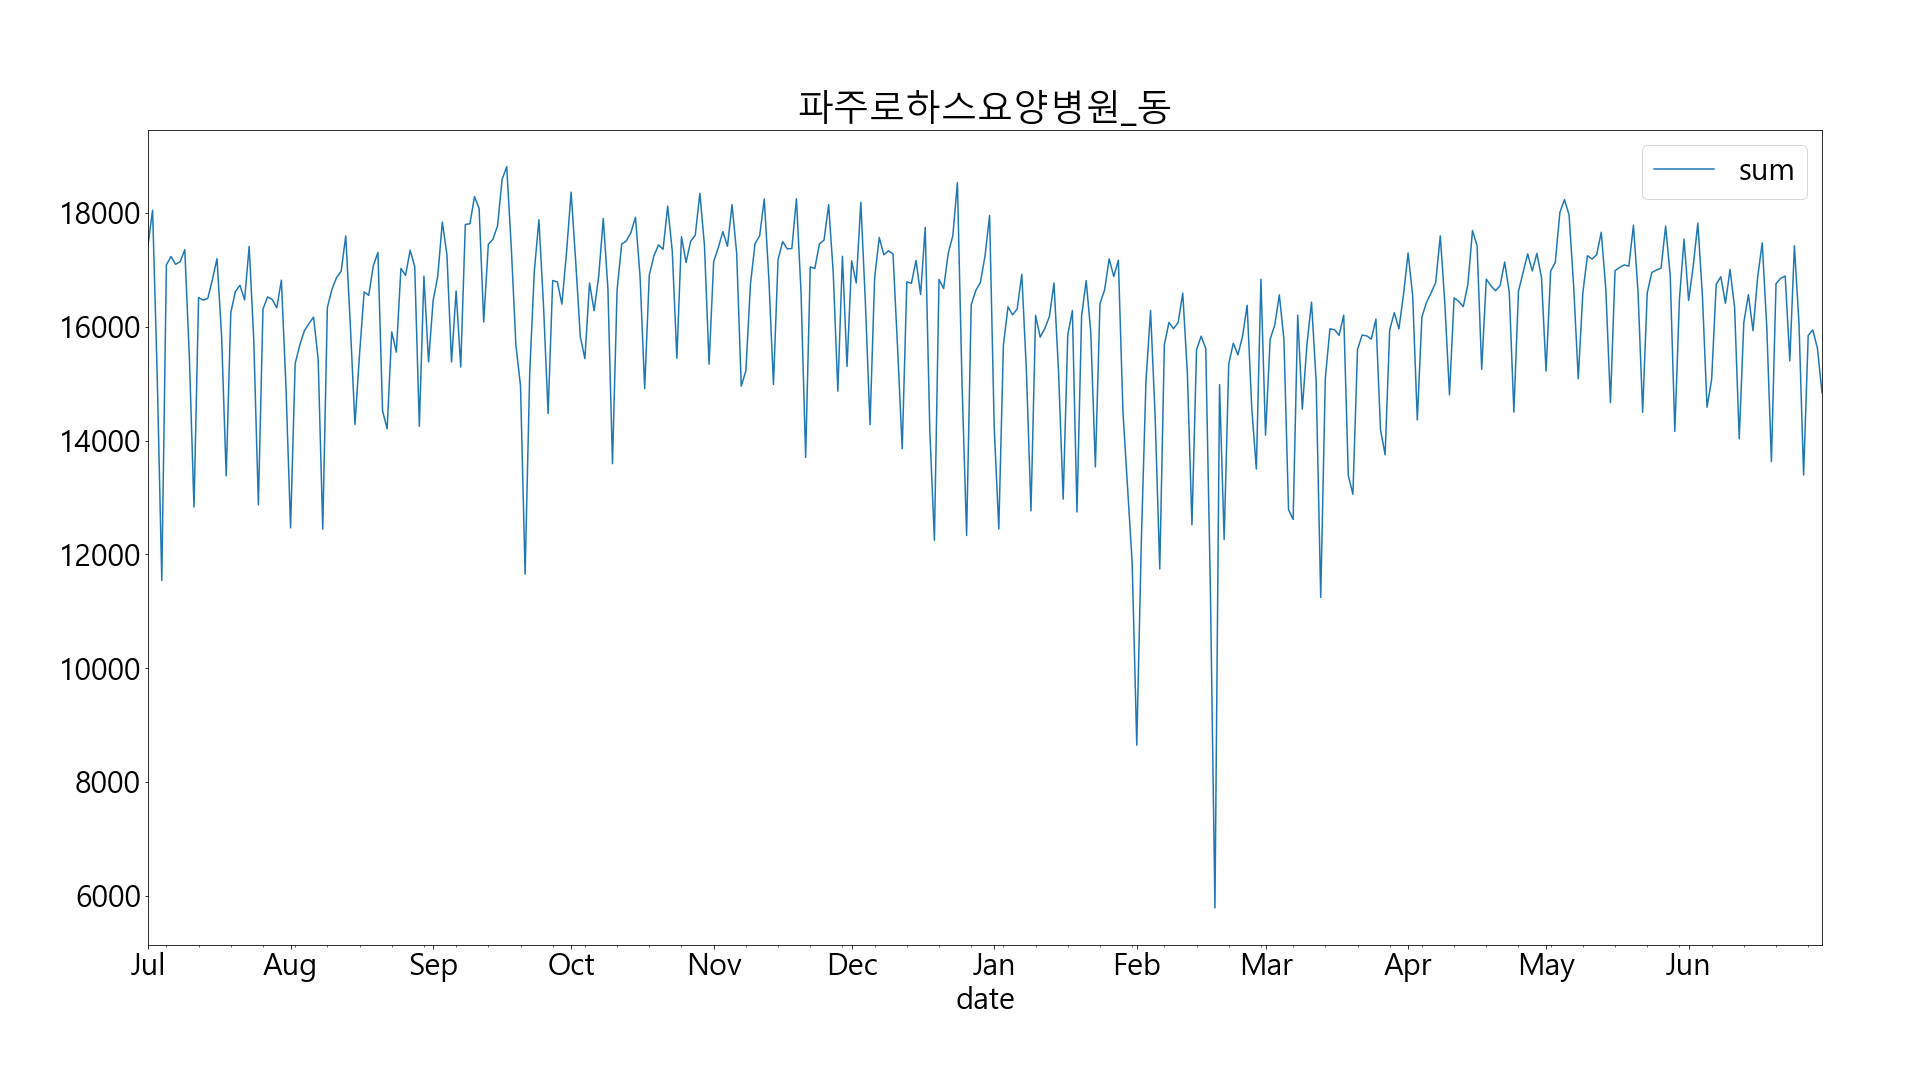 파주로하스요양병원_동
sum
18000
16000
14000
12000
10000
8000
6000
Jul Aug Sep Oct Nov Dec Jan Feb Mar Apr May Jun
date